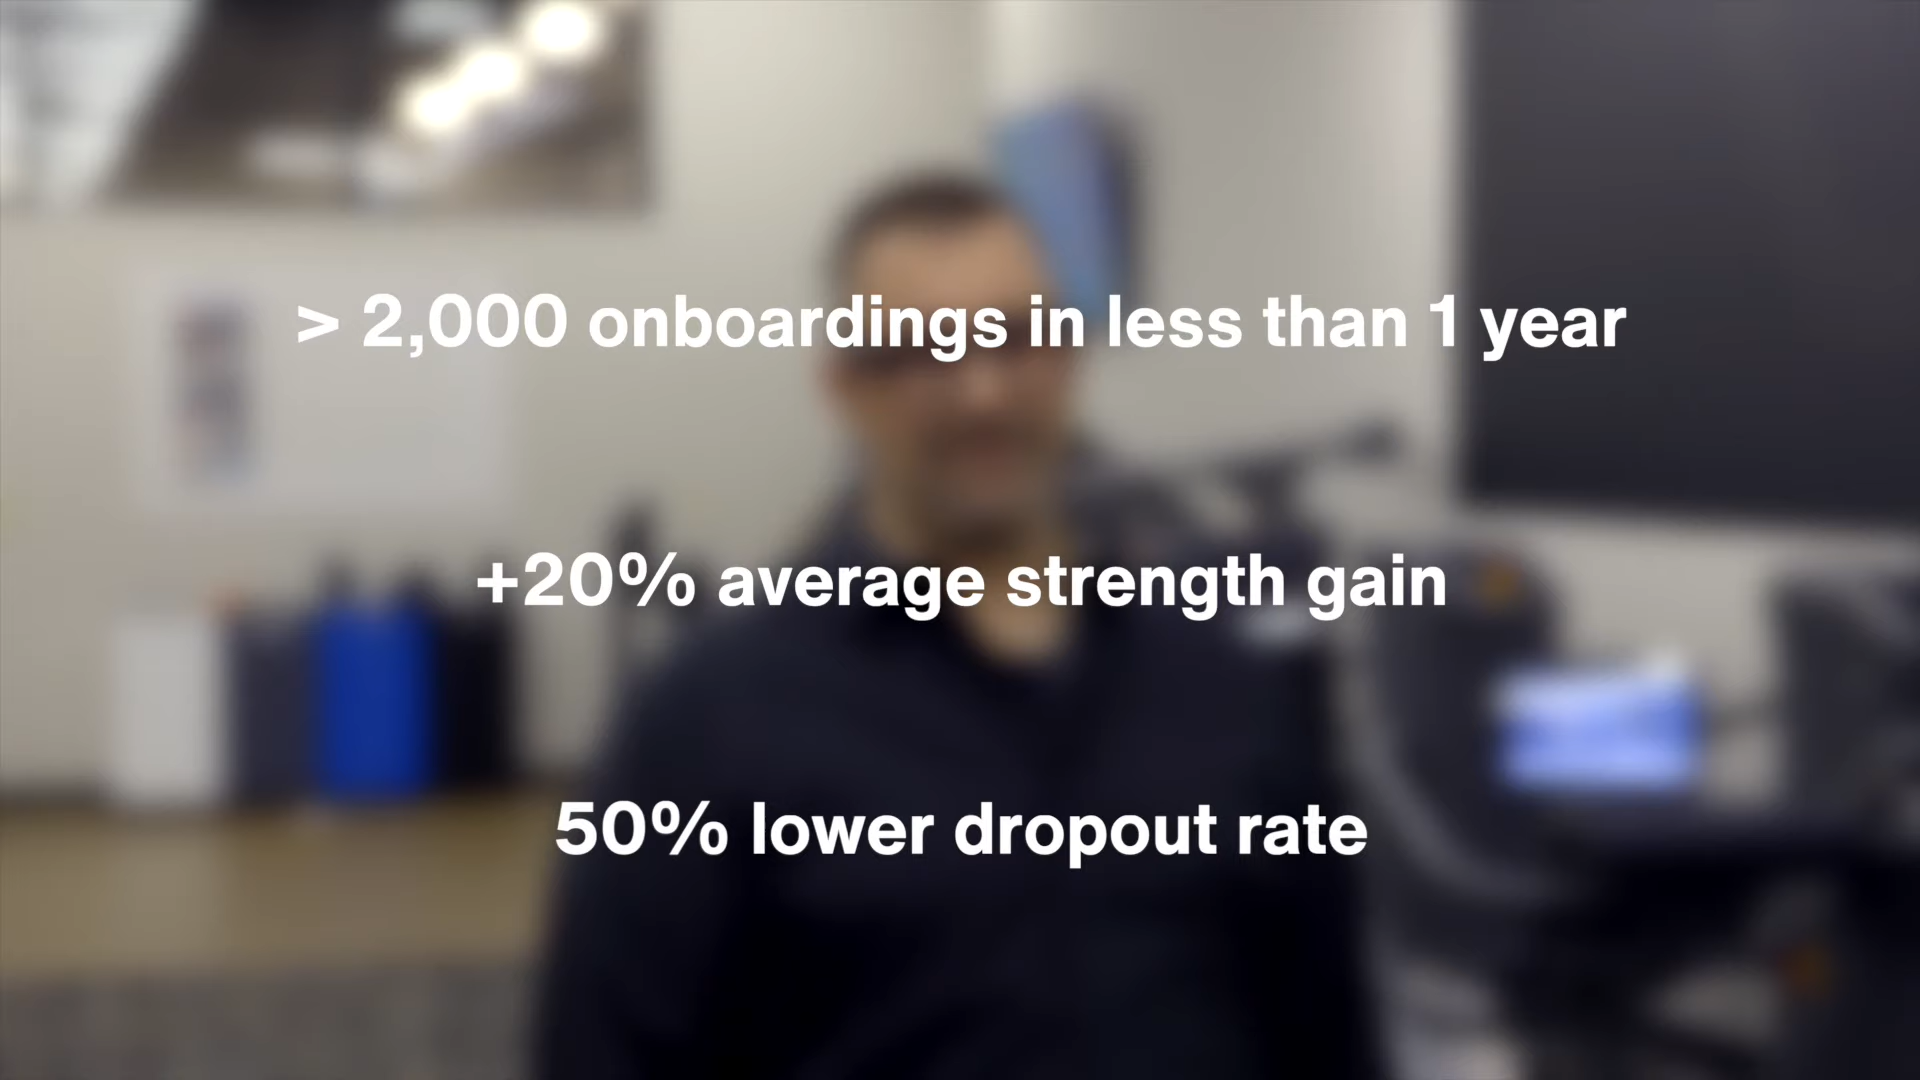 > 2,000 onboardings in less than 1 year
+20% average strength gain
50% lower dropout rate